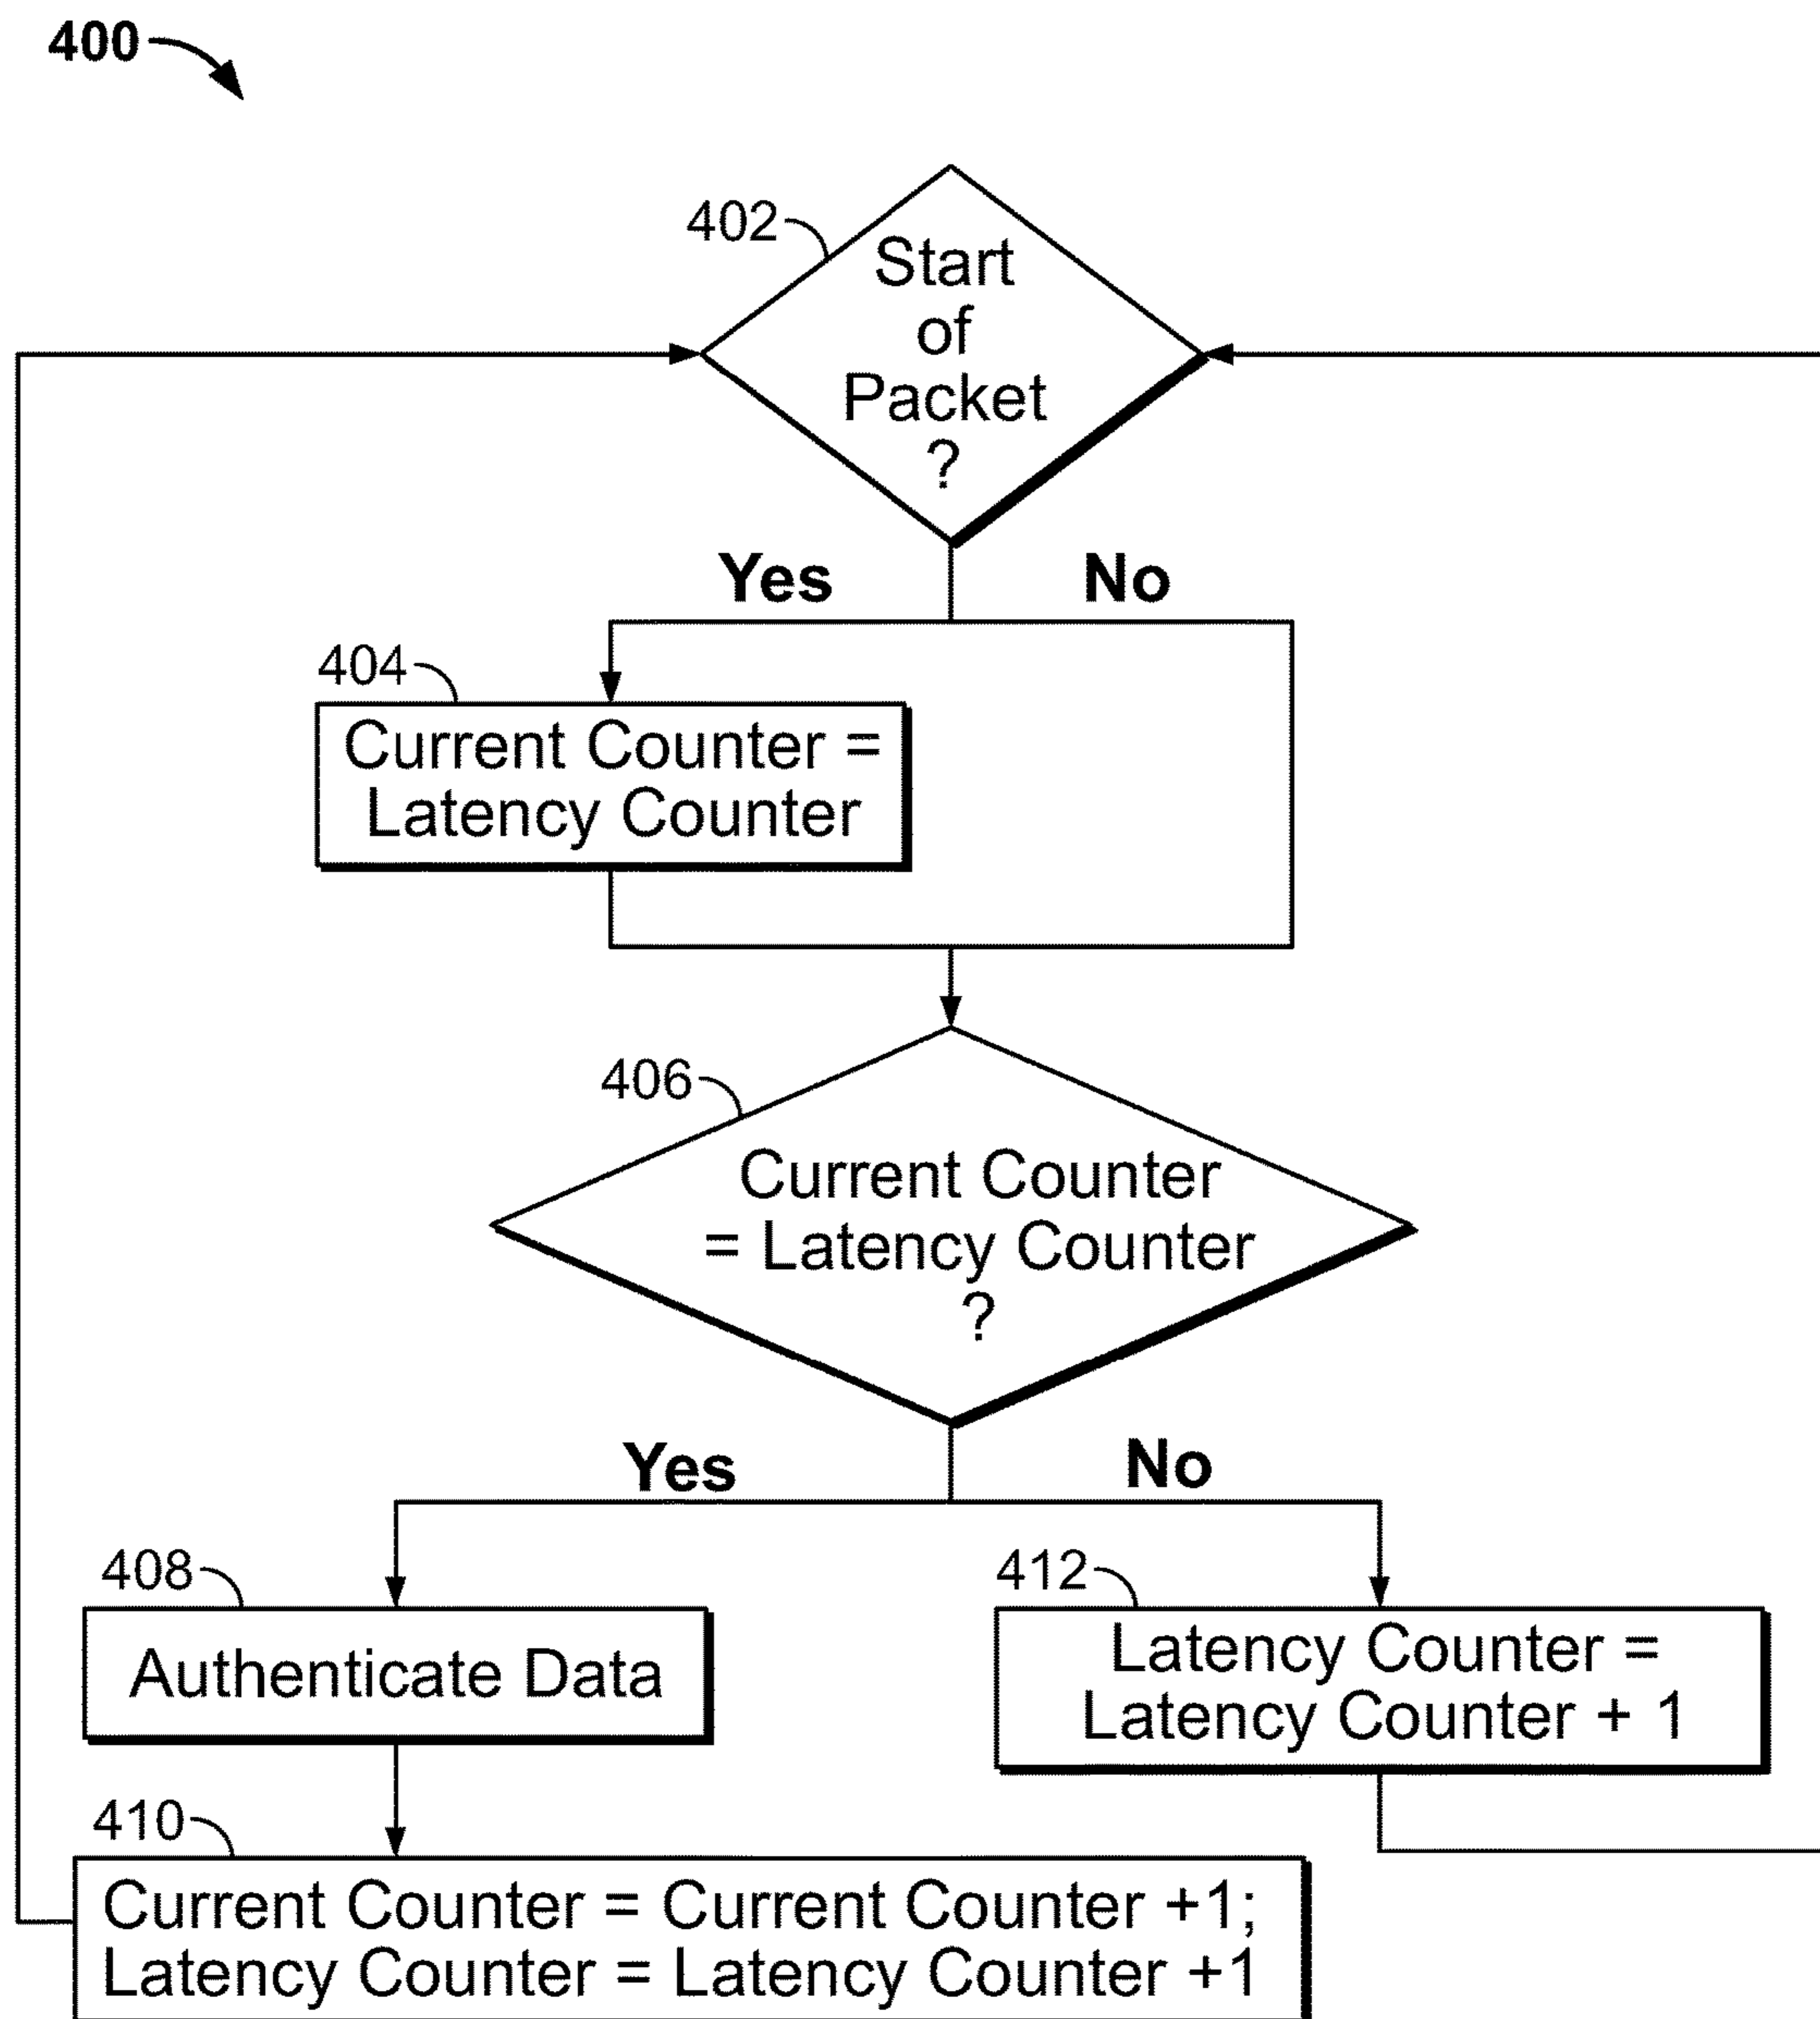 400
402
Start
of
Packet
?
Yes
No
404
Current Counter =
Latency Counter
406
Current Counter
= Latency Counter
?
Yes
No
408
Authenticate Data
412
Latency Counter =
Latency Counter + 1
410
Current Counter = Current Counter +1;
Latency Counter = Latency Counter +1